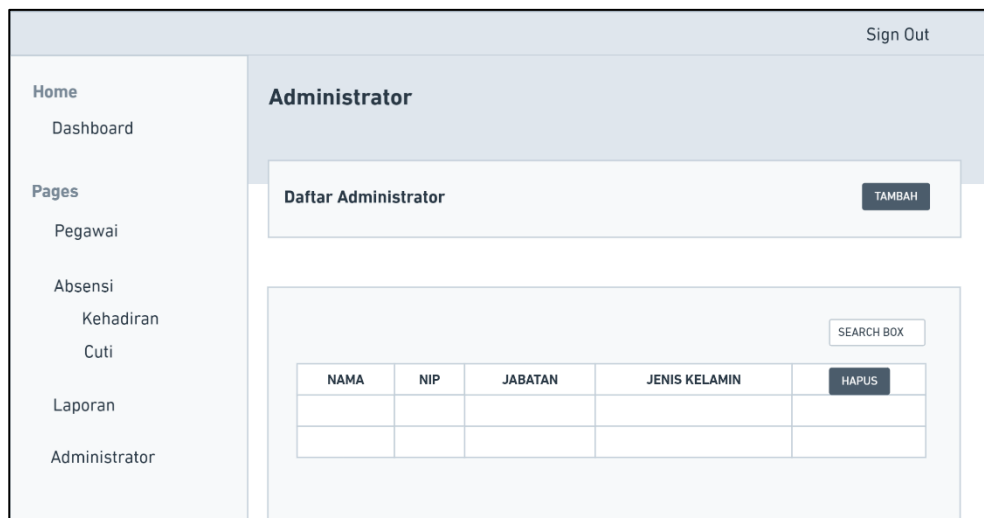 Sign Out
Home
Dashboard
Pages
Pegawai
Absensi
Kehadiran
Cuti
Laporan
Administrator
Administrator
Daftar Administrator
TAMBAH
SEARCH BOX
NAMA NIP JABATAN JENIS KELAMIN HAPUS